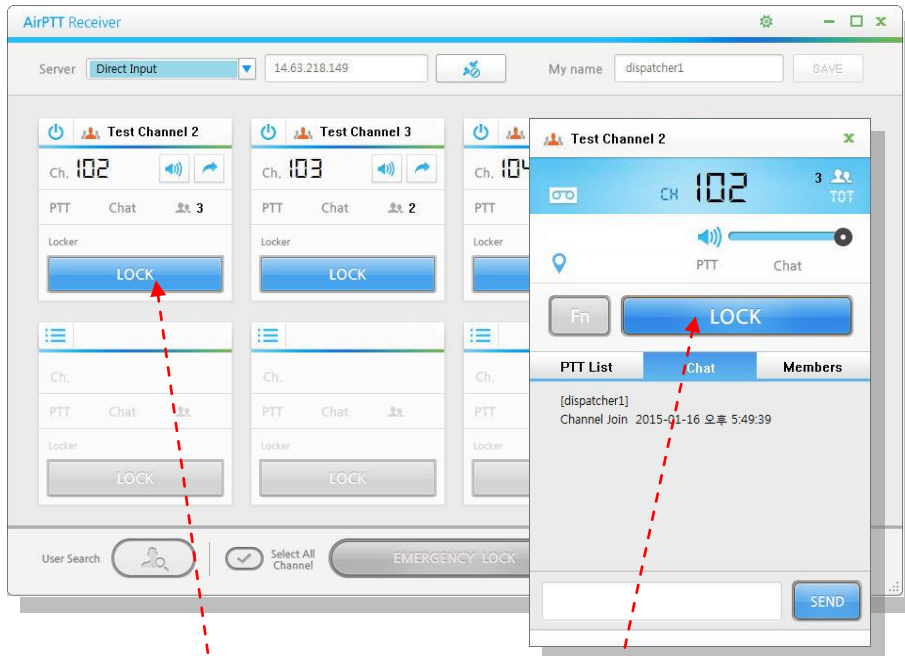 AirPTT Receiver
Server Direct Input 14.63.218.149 My name dispatcher1 SAVE
Test Channel 2
Ch. 102
PTT Chat 3
Locker
LOCK
Test Channel 3
Ch. 103
PTT Chat 2
Locker
LOCK
Ch. 104
PTT
Locker
Ch.
PTT Chat
Locker
LOCK
Ch.
PTT Chat
Locker
LOCK
Ch.
PTT
Locker
User Search Select All
Channel
EMERGENCY LOCK
Test Channel 2
CH 102 3
TOT
PTT Chat
Fn LOCK
PTT List Chat Members
[dispatcher1]
Channel Join 2015-01-16 오후 5:49:39
SEND